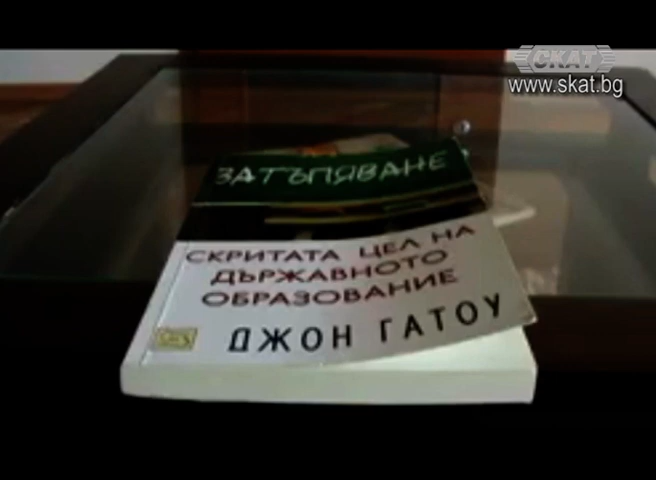 СКАТ
www.skat.bg
ЗАТЪПЯВАНЕ
СКРИТАТА ЦЕЛ НА
ДЪРЖАВНОТО
ОБРАЗОВАНИЕ
ДЖОН ГАТОУ